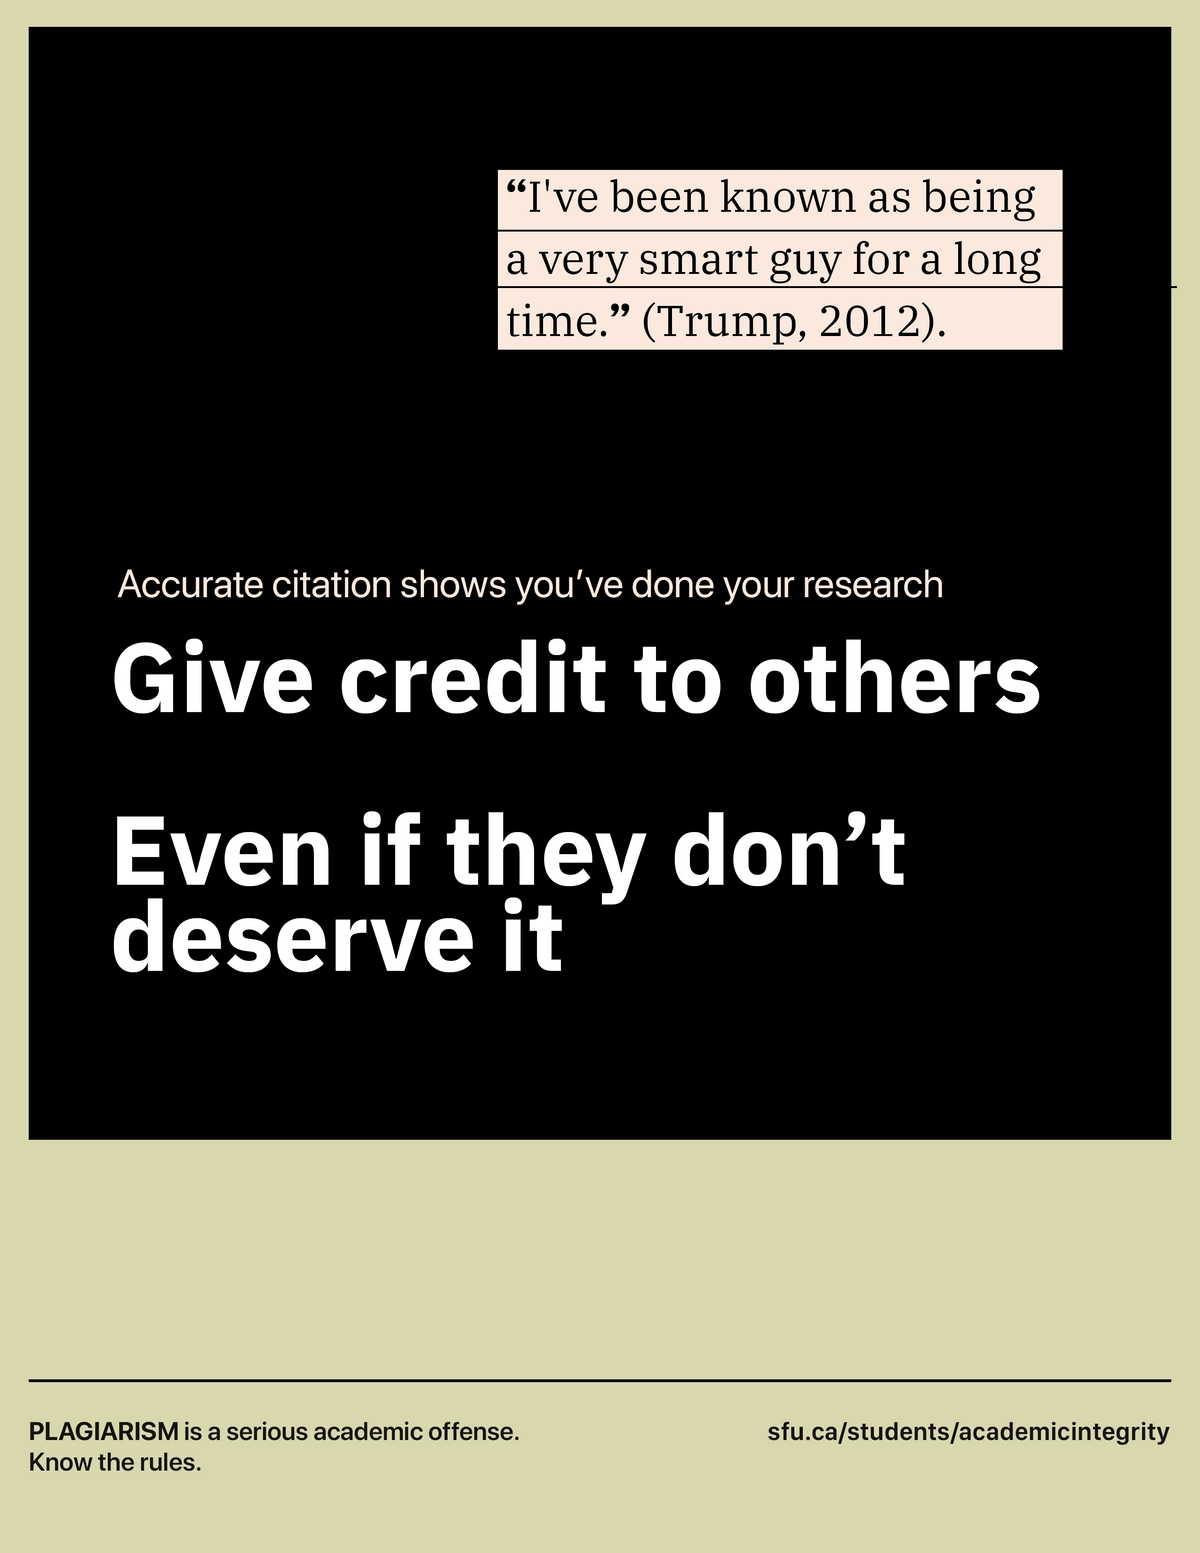 “I've been known as being
a very smart guy for a long
time.” (Trump, 2012).
Accurate citation shows you’ve done your research
Give credit to others
Even if they don’t
deserve it
PLAGIARISM is a serious academic offense.
Know the rules.
sfu.ca/students/academicintegrity